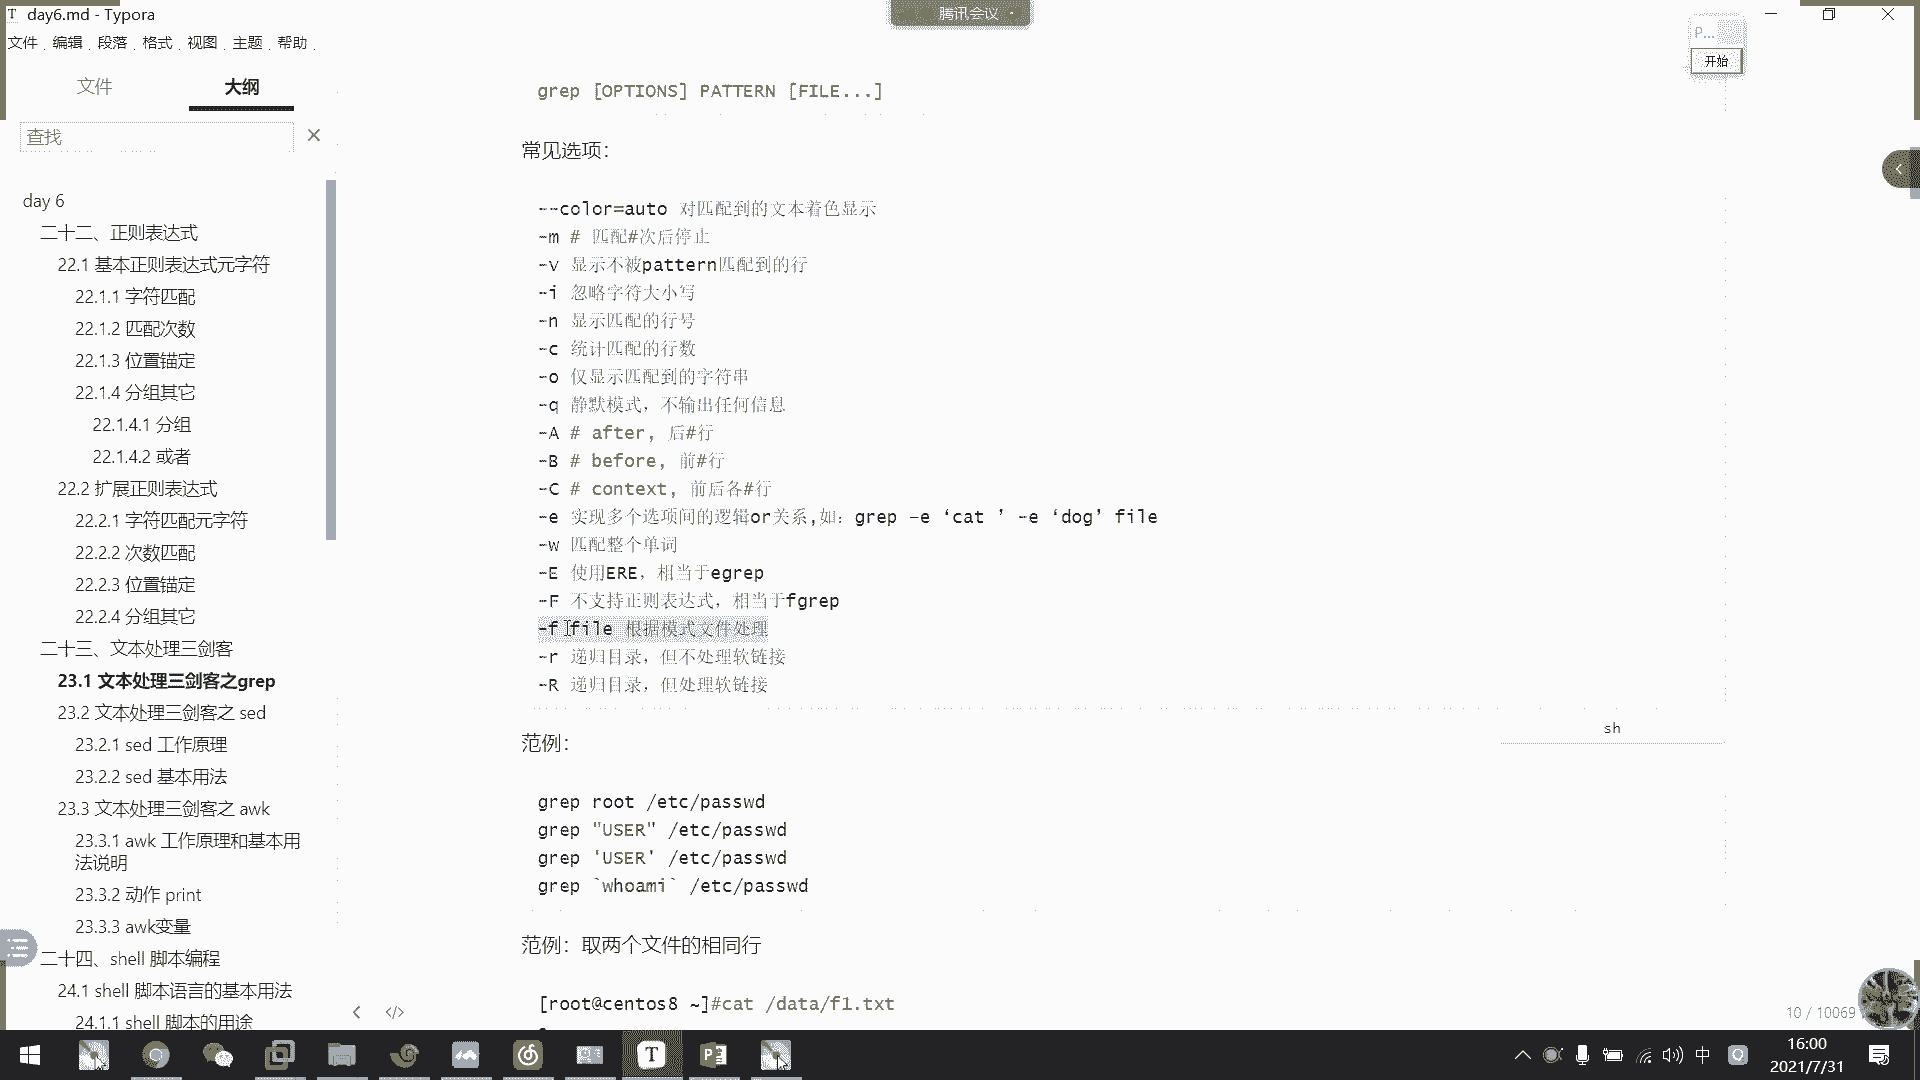 day6.md - Typora
腾讯会议
P...
开始
文件 编辑 段落 格式 视图 主题 帮助
文件 大纲
查找
day 6
二十二、正则表达式
22.1 基本正则表达式元字符
22.1.1 字符匹配
22.1.2 匹配次数
22.1.3 位置锚定
22.1.4 分组其它
22.1.4.1 分组
22.1.4.2 或者
22.2 扩展正则表达式
22.2.1 字符匹配元字符
22.2.2 次数匹配
22.2.3 位置锚定
22.2.4 分组其它
二十三、文本处理三剑客
23.1 文本处理三剑客之grep
23.2 文本处理三剑客之 sed
23.2.1 sed 工作原理
23.2.2 sed 基本用法
23.3 文本处理三剑客之 awk
23.3.1 awk 工作原理和基本用
法说明
23.3.2 动作 print
23.3.3 awk变量
二十四、shell 脚本编程
24.1 shell 脚本语言的基本用法
24.1.1 shell 脚本的用途
grep [OPTIONS] PATTERN [FILE...]
常见选项：
--color=auto 对匹配到的文本着色显示
-m # 匹配#次后停止
-v 显示不被pattern匹配到的行
-i 忽略字符大小写
-n 显示匹配的行号
-c 统计匹配的行数
-o 仅显示匹配到的字符串
-q 静默模式，不输出任何信息
-A # after, 后#行
-B # before, 前#行
-C # context, 前后各#行
-e 实现多个选项间的逻辑or关系,如：grep –e ‘cat ’ -e ‘dog’ file
-w 匹配整个单词
-E 使用ERE，相当于egrep
-F 不支持正则表达式，相当于fgrep
-f file 根据模式文件处理
-r 递归目录，但不处理软链接
-R 递归目录，但处理软链接
sh
范例：
grep root /etc/passwd
grep "USER" /etc/passwd
grep 'USER' /etc/passwd
grep `whoami` /etc/passwd
范例：取两个文件的相同行
[root@centos8 ~]#cat /data/f1.txt
10 / 10069
中
16:00
2021/7/31